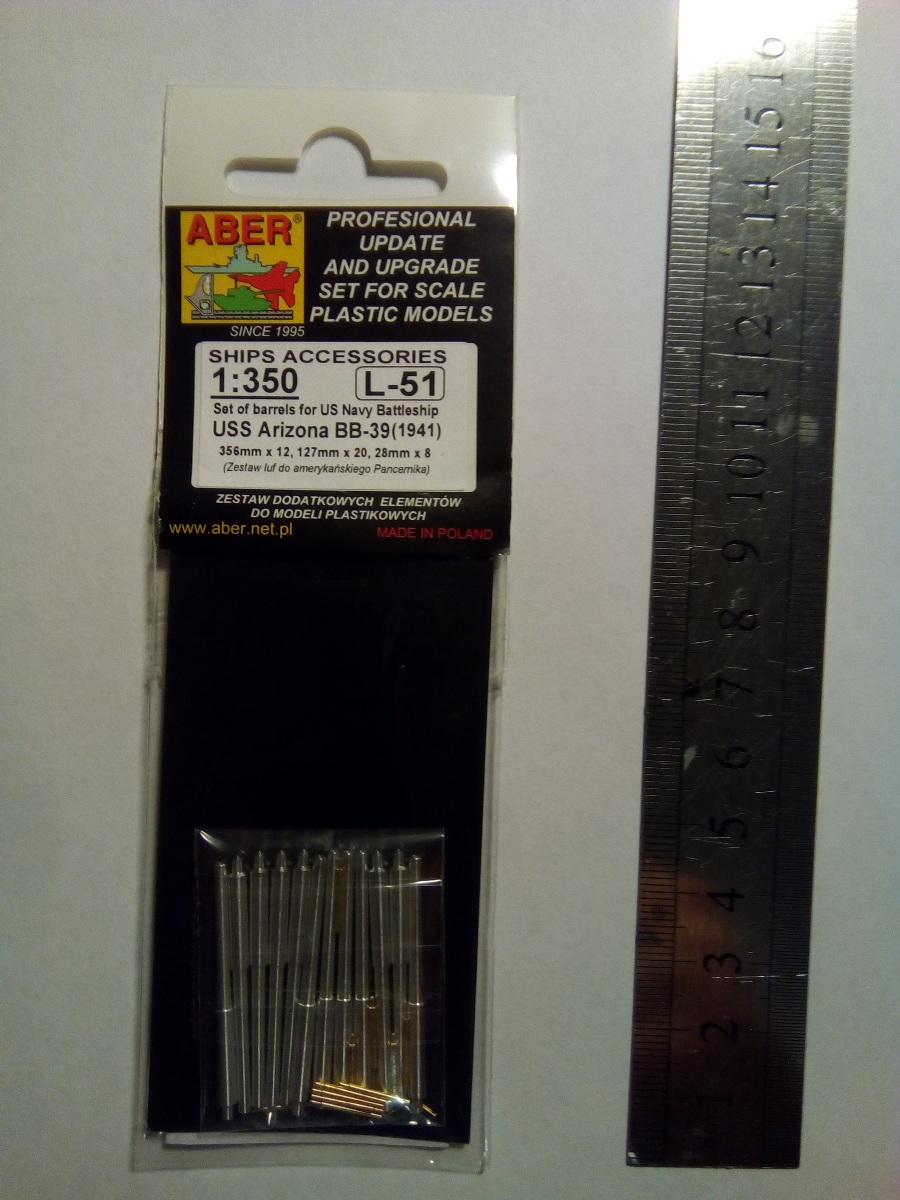 ABER®
SINCE 1995
PROFESIONAL
UPDATE
AND UPGRADE
SET FOR SCALE
PLASTIC MODELS
SHIPS ACCESSORIES
1:350 L-51
Set of barrels for US Navy Battleship
USS Arizona BB-39(1941)
356mm x 12, 127mm x 20, 28mm x 8
(Zestaw luf do amerykańskiego Pancernika)
ZESTAW DODATKOWYCH ELEMENTÓW
DO MODELI PLASTIKOWYCH
www.aber.net.pl MADE IN POLAND
1 2 3 4 5 6 7 8 9 10 11 12 13 14 15 16